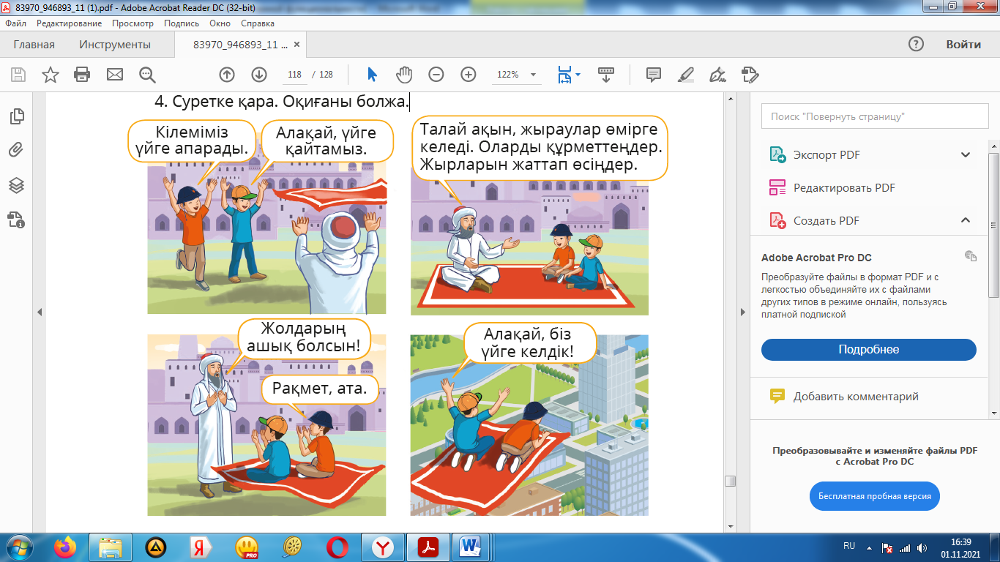 83970_946893_11 (1).pdf - Adobe Acrobat Reader DC (32-bit)
Файл Редактирование Просмотр Подпись Окно Справка
Главная Инструменты 83970_946893_11 ... × Войти
118 / 128 122%
4. Суретке қара. Оқиғаны болжа.
Кілеміміз
үйге апарады.
Алақай, үйге
қайтамыз.
Талай ақын, жыраулар өмірге
келеді. Оларды құрметтеңдер.
Жырларын жаттап өсіңдер.
Жолдарың
ашық болсын!
Рақмет, ата.
Алақай, біз
үйге келдік!
Поиск "Повернуть страницу"
Экспорт PDF
Редактировать PDF
Создать PDF
Adobe Acrobat Pro DC
Преобразуйте файлы в формат PDF и с
легкостью объединяйте их с файлами
других типов в режиме онлайн, пользуясь
платной подпиской
Подробнее
Добавить комментарий
Преобразовывайте и изменяйте файлы PDF
с Acrobat Pro DC
Бесплатная пробная версия
PRO
RU
16:39
01.11.2021